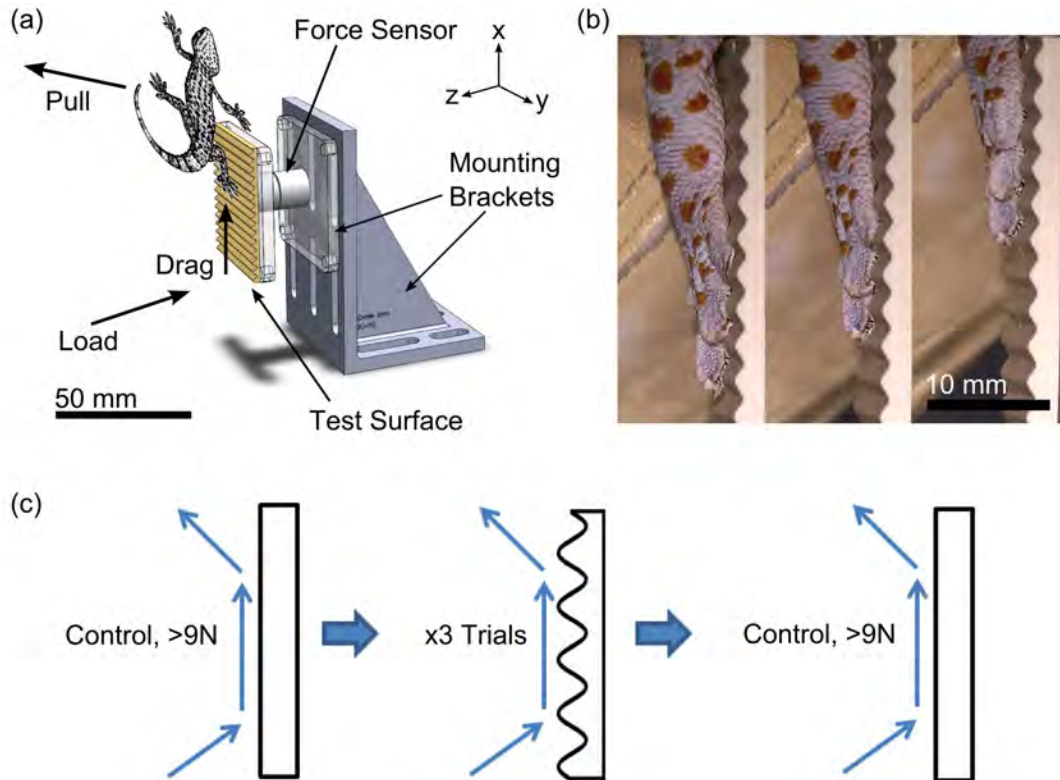 (a)
Force Sensor
x
z
y
Pull
Mounting
Brackets
Drag
Load
50 mm
Test Surface
(b)
10 mm
(c)
Control, >9N
x3 Trials
Control, >9N